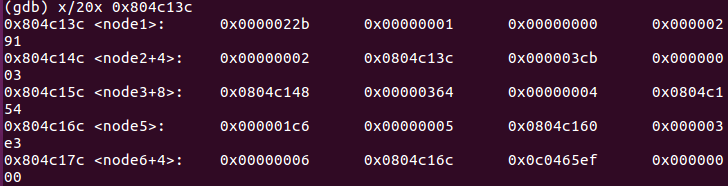 (gdb) x/20x 0x804c13c
0x804c13c <node1>: 0x0000022b 0x00000001 0x00000000 0x000002
91
0x804c14c <node2+4>: 0x00000002 0x0804c13c 0x000003cb 0x000000
03
0x804c15c <node3+8>: 0x0804c148 0x00000364 0x00000004 0x0804c1
54
0x804c16c <node5>: 0x000001c6 0x00000005 0x0804c160 0x000003
e3
0x804c17c <node6+4>: 0x00000006 0x0804c16c 0x0c0465ef 0x000000
00